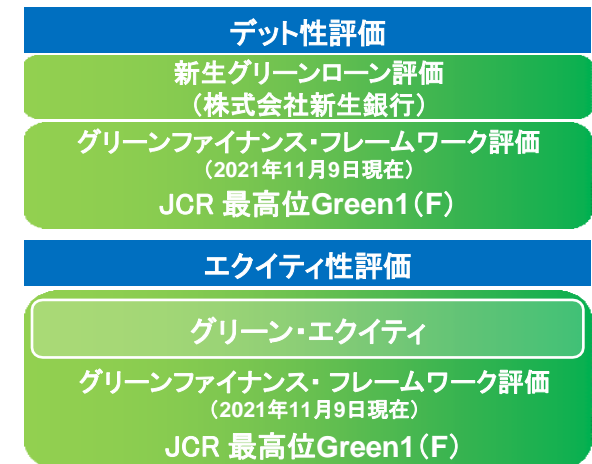 デット性評価
新生グリーンローン評価
（株式会社新生銀行）
グリーンファイナンス・フレームワーク評価
（2021年11月9日現在）
JCR 最高位Green1（F）
エクイティ性評価
グリーン・エクイティ
グリーンファイナンス・ フレームワーク評価
（2021年11月9日現在）
JCR 最高位Green1（F）